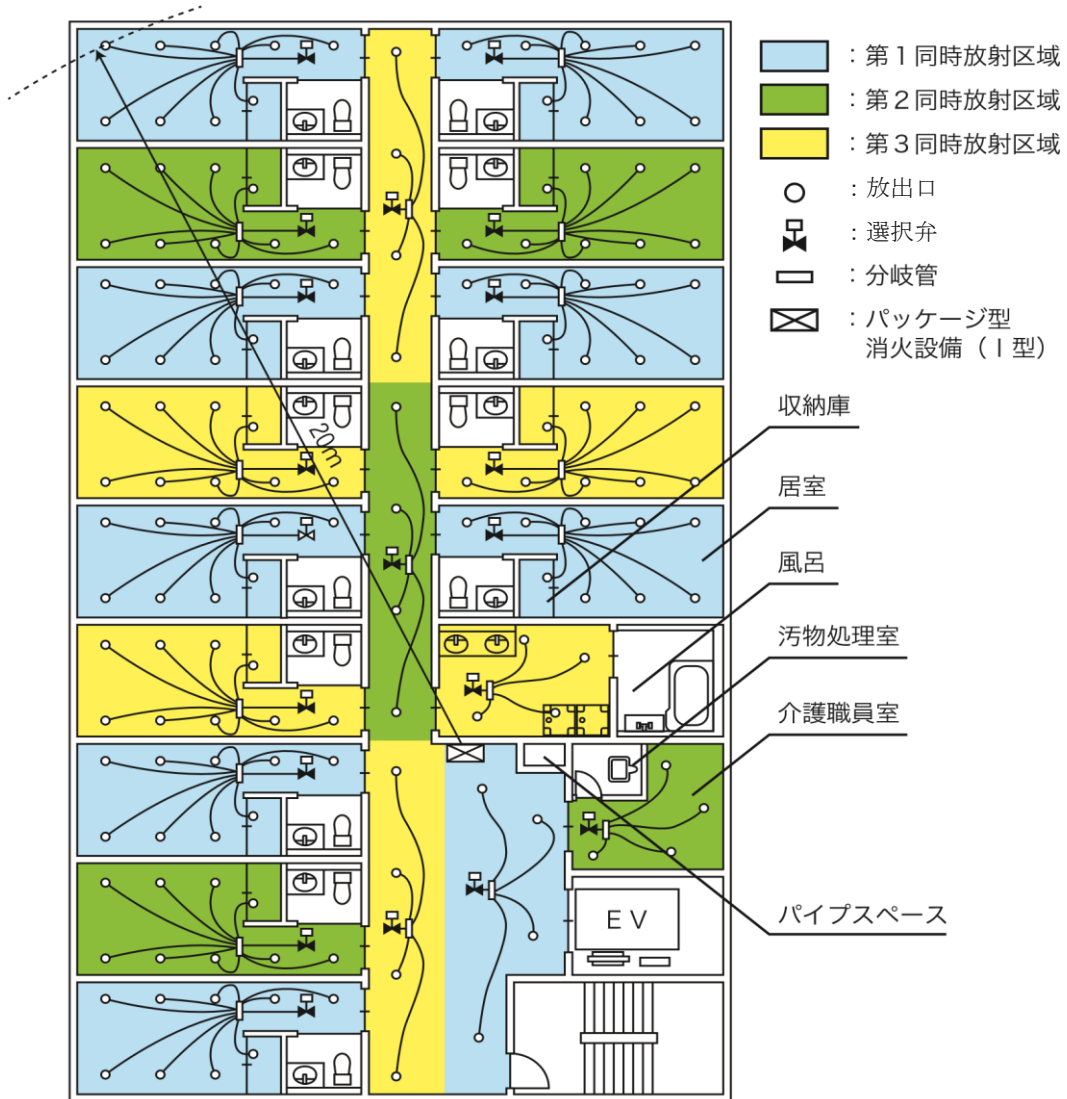 ：第１同時放射区域
：第２同時放射区域
：第３同時放射区域
：放出口
：選択弁
：分岐管
：パッケージ型
消火設備（Ⅰ型）
収納庫
居室
20m
風呂
汚物処理室
介護職員室
パイプスペース
EV